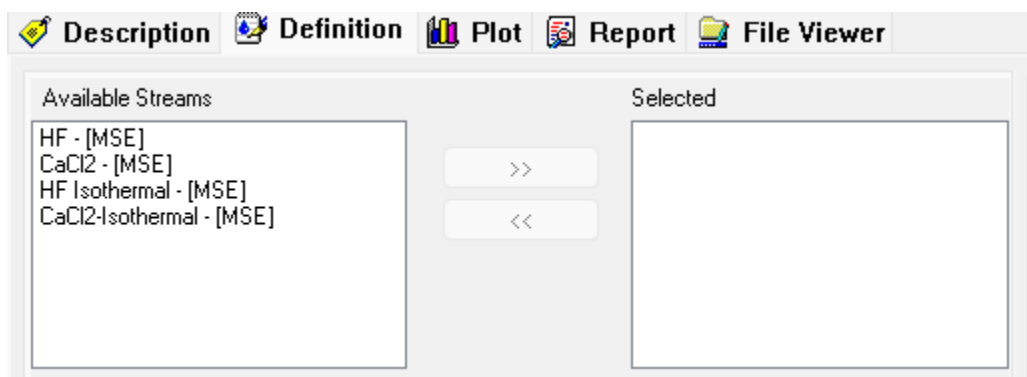 Description Definition Plot Report File Viewer
Available Streams
Selected
HF - [MSE]
CaCl2 - [MSE]
HF Isothermal - [MSE]
CaCl2-Isothermal - [MSE]
>>
<<